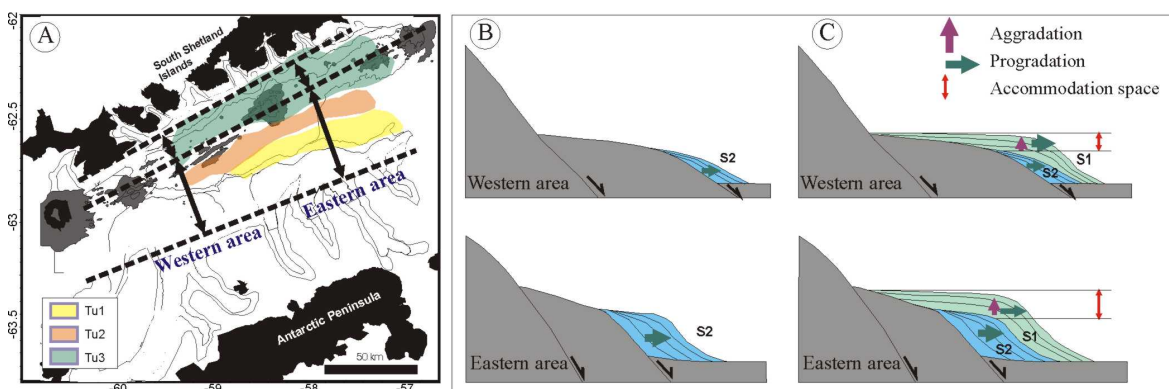 A
-62
-62.5
-63
-63.5
South Shetland
Islands
Eastern area
Western area
Antarctic Peninsula
Tu1
Tu2
Tu3
50 km
-60
-59
-58
-57
B
S2
Western area
S2
Eastern area
C
Aggradation
Progradation
Accommodation space
S1
S2
Western area
S1
S2
Eastern area